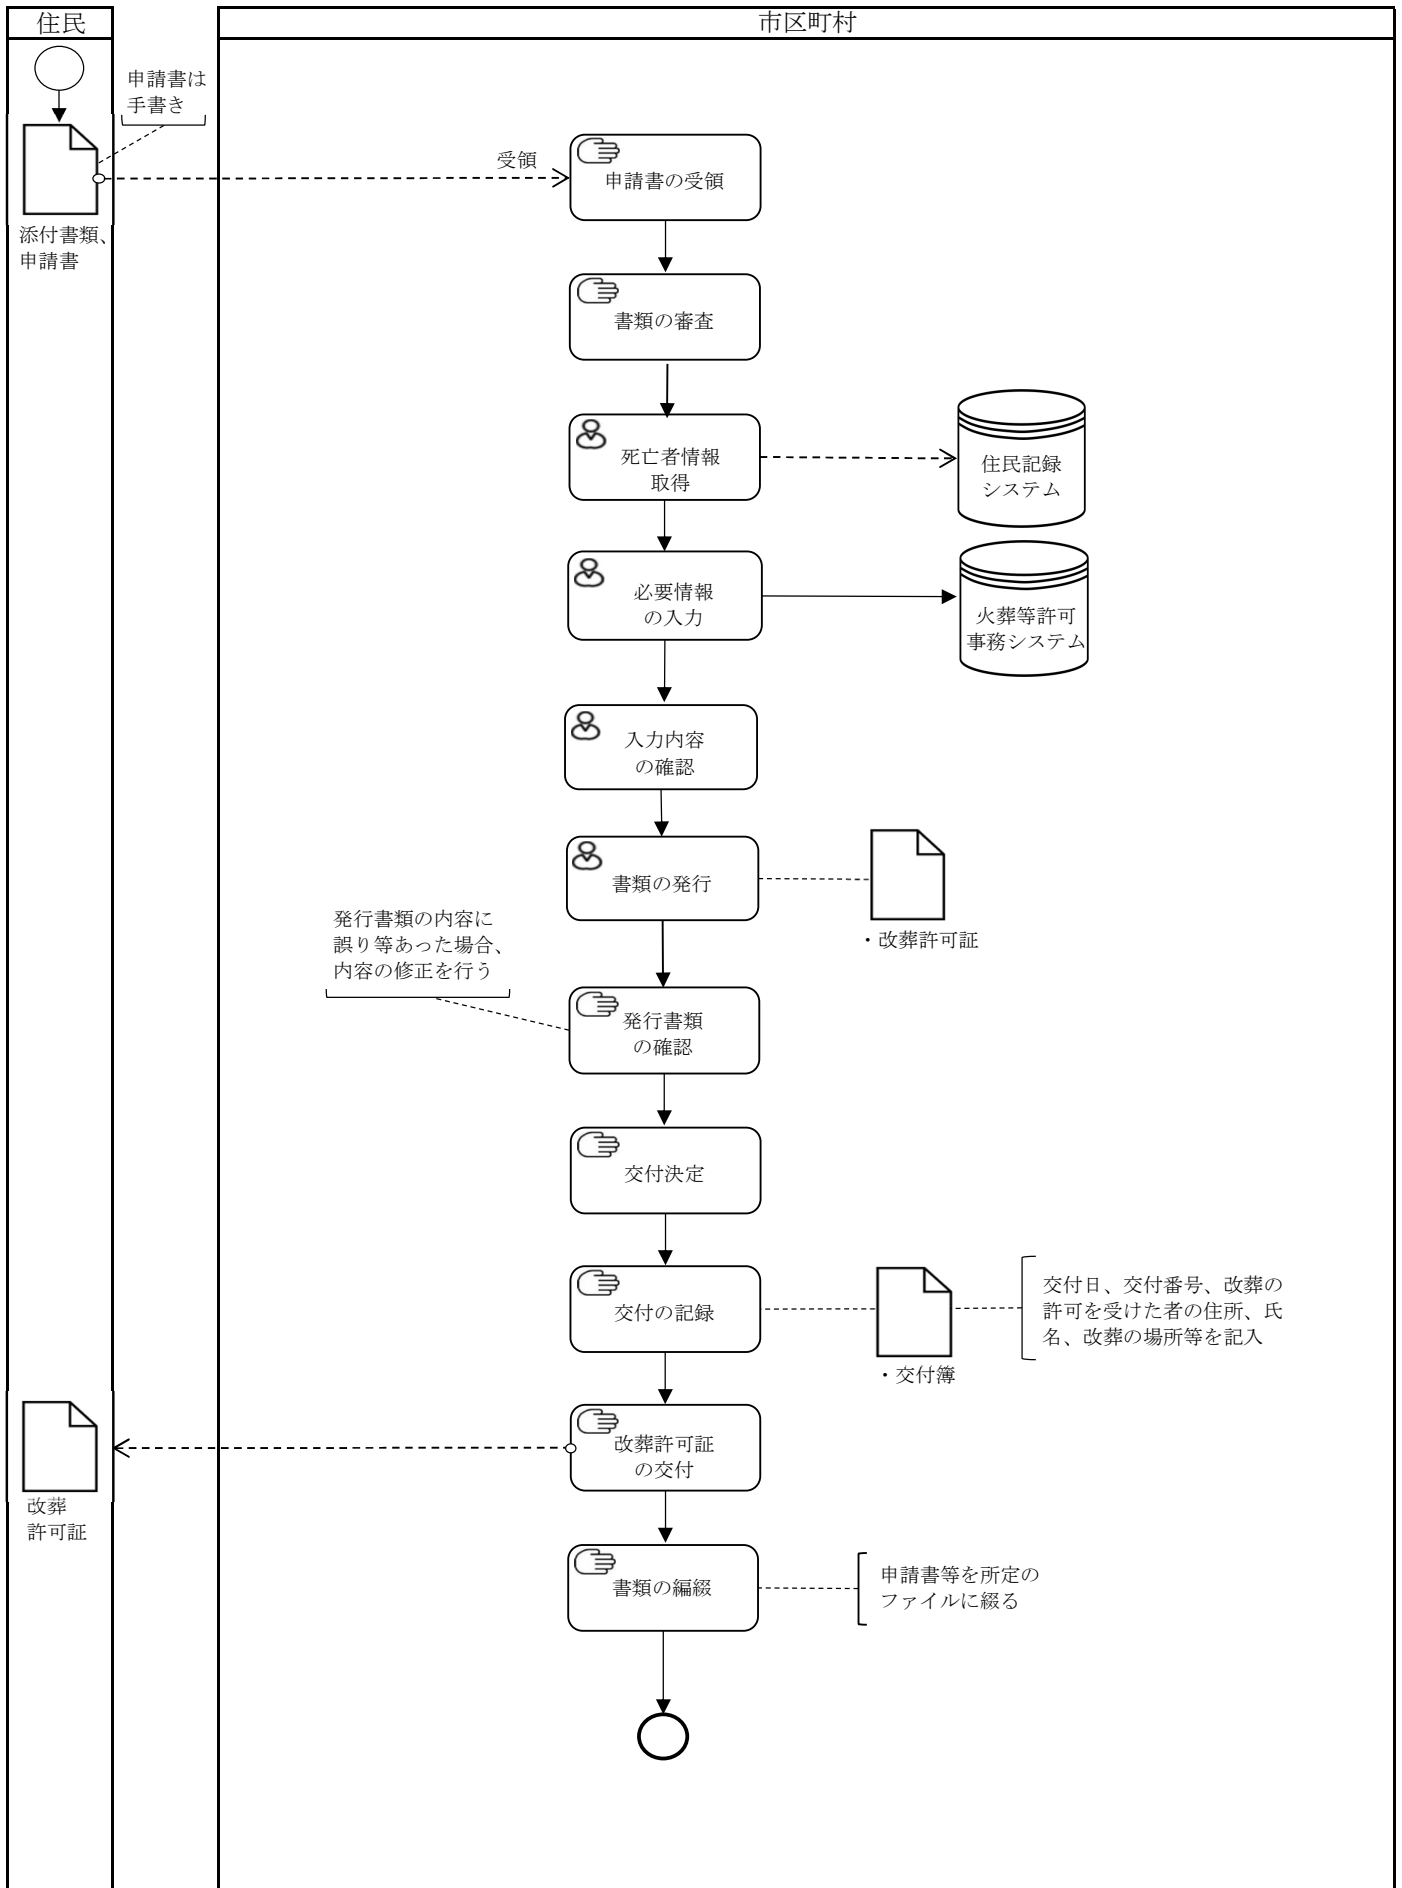 住民
市区町村
申請書は
手書き
添付書類、
申請書
受領
申請書の受領
書類の審査
死亡者情報
取得
住民記録
システム
必要情報
の入力
火葬等許可
事務システム
入力内容
の確認
書類の発行
・改葬許可証
発行書類の内容に
誤り等あった場合、
内容の修正を行う
発行書類
の確認
交付決定
交付の記録
・交付簿
交付日、交付番号、改葬の
許可を受けた者の住所、氏
名、改葬の場所等を記入
改葬許可証
の交付
改葬
許可証
書類の編綴
申請書等を所定の
ファイルに綴る